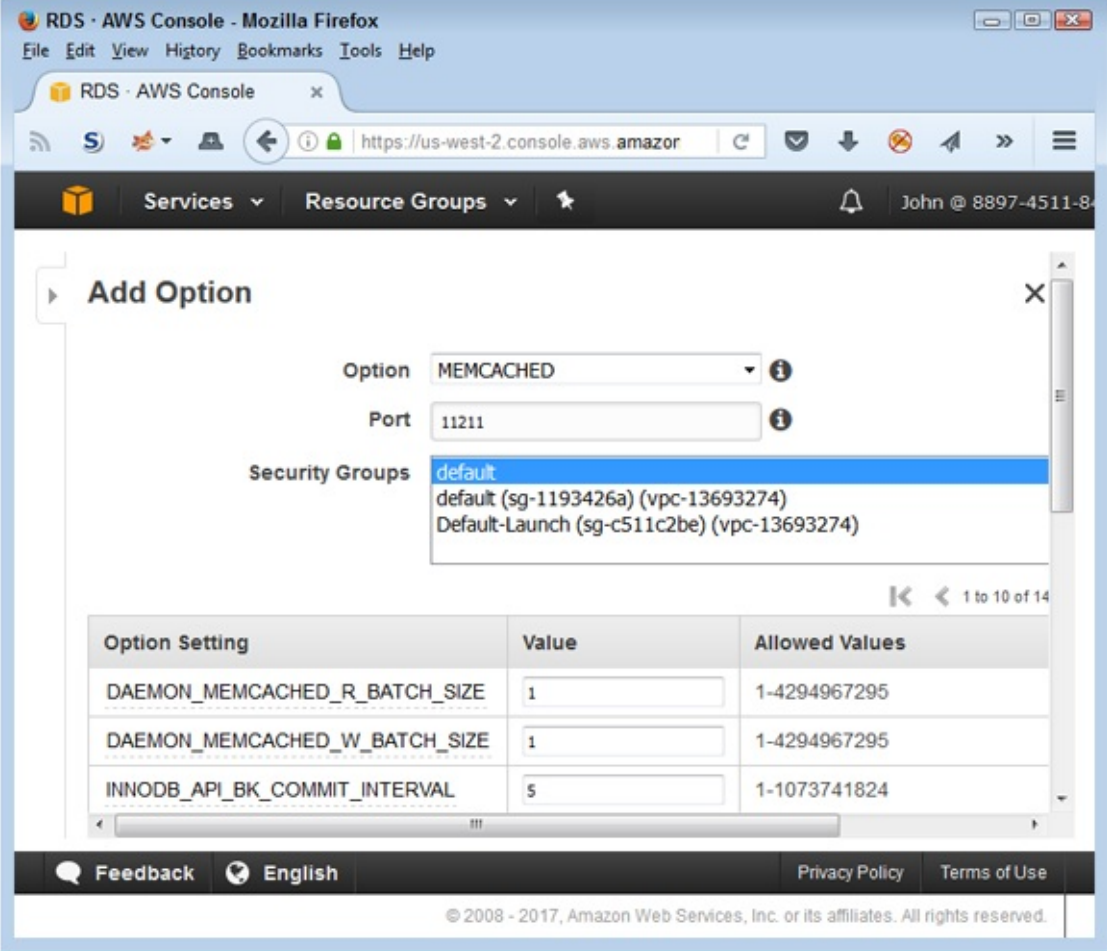 RDS · AWS Console - Mozilla Firefox
File Edit View History Bookmarks Tools Help
RDS · AWS Console
https://us-west-2.console.aws.amazor
Services Resource Groups John @ 8897-4511-84
Add Option
Option MEMCACHED
Port 11211
Security Groups default
default (sg-1193426a) (vpc-13693274)
Default-Launch (sg-c511c2be) (vpc-13693274)
1 to 10 of 14
Option Setting Value Allowed Values
DAEMON_MEMCACHED_R_BATCH_SIZE 1 1-4294967295
DAEMON_MEMCACHED_W_BATCH_SIZE 1 1-4294967295
INNODB_API_BK_COMMIT_INTERVAL 5 1-1073741824
Feedback English Privacy Policy Terms of Use
© 2008 - 2017, Amazon Web Services, Inc. or its affiliates. All rights reserved.